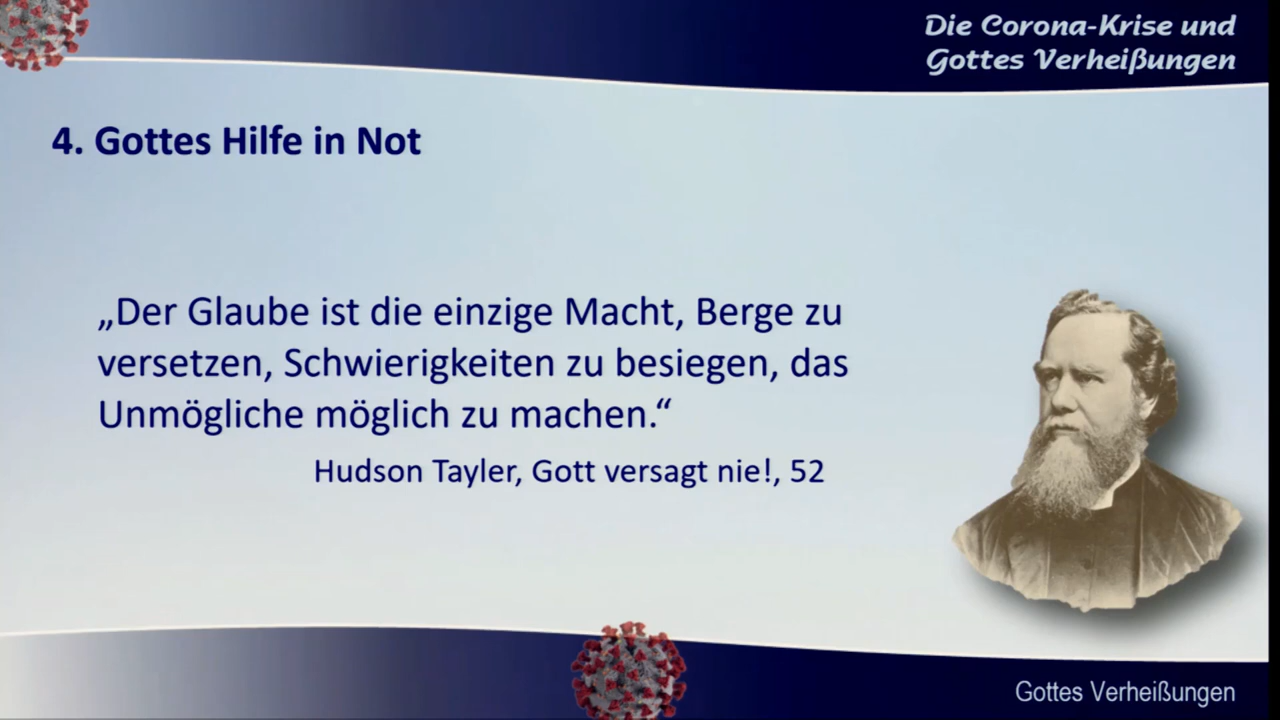 Die Corona-Krise und
Gottes Verheißungen
4. Gottes Hilfe in Not
„Der Glaube ist die einzige Macht, Berge zu
versetzen, Schwierigkeiten zu besiegen, das
Unmögliche möglich zu machen.“
Hudson Tayler, Gott versagt nie!, 52
Gottes Verheißungen